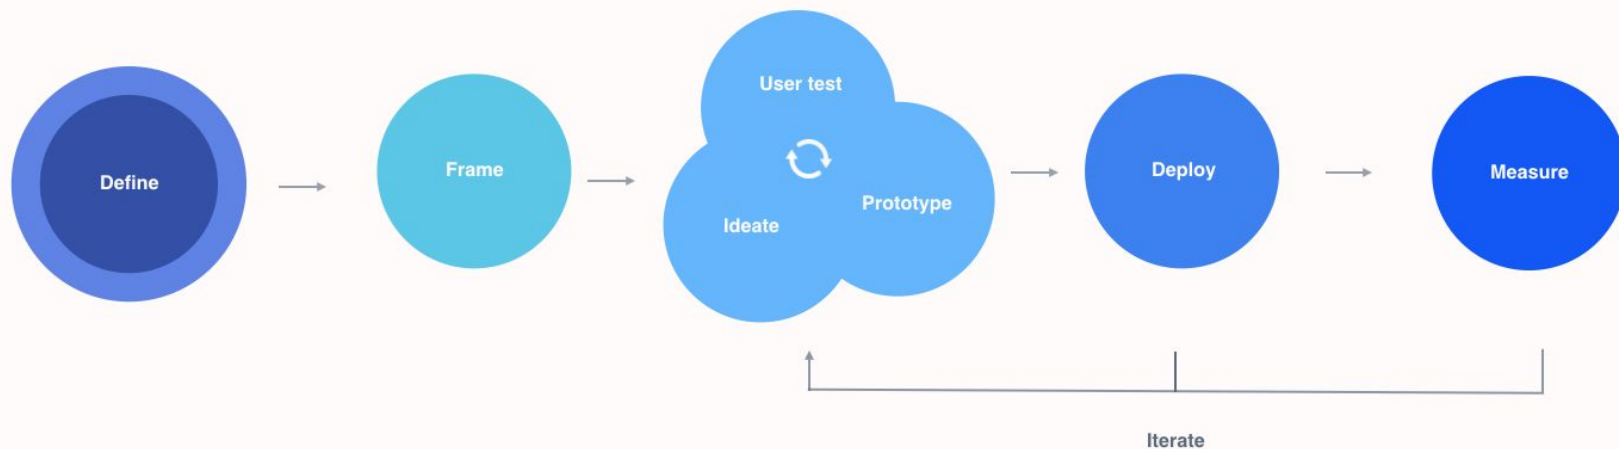 Define
Frame
User test
Ideate
Prototype
Deploy
Measure
Iterate